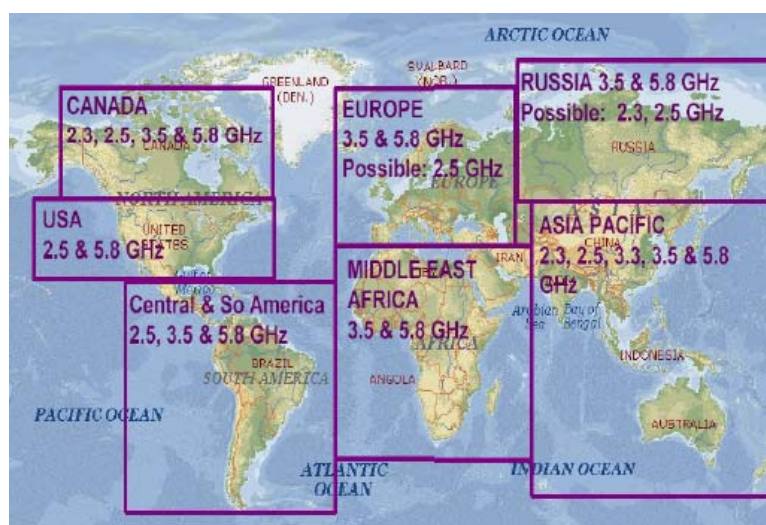 ARCTIC OCEAN
SVALBARD
(NOR.)
GREENLAND
(DEN.)
CANADA
2.3, 2.5, 3.5 & 5.8 GHz
CANADA
NORTH AMERICA
EUROPE
3.5 & 5.8 GHz
Possible: 2.5 GHz
EUROPE
RUSSIA 3.5 & 5.8 GHz
Possible: 2.3, 2.5 GHz
RUSSIA
USA
2.5 & 5.8 GHz
UNITED
STATES
Gulf of
Mexico
ASIA
ASIA PACIFIC
2.3, 2.5, 3.3, 3.5 & 5.8
GHz
CHINA
IRAN
MIDDLE EAST
AFRICA
3.5 & 5.8 GHz
AFRICA
ANGOLA
Central & So America
2.5, 3.5 & 5.8 GHz
BRAZIL
SOUTH AMERICA
Arabian
Sea
Bay of
Bengal
INDONESIA
AUSTRALIA
PACIFIC OCEAN
ATLANTIC
OCEAN
INDIAN OCEAN